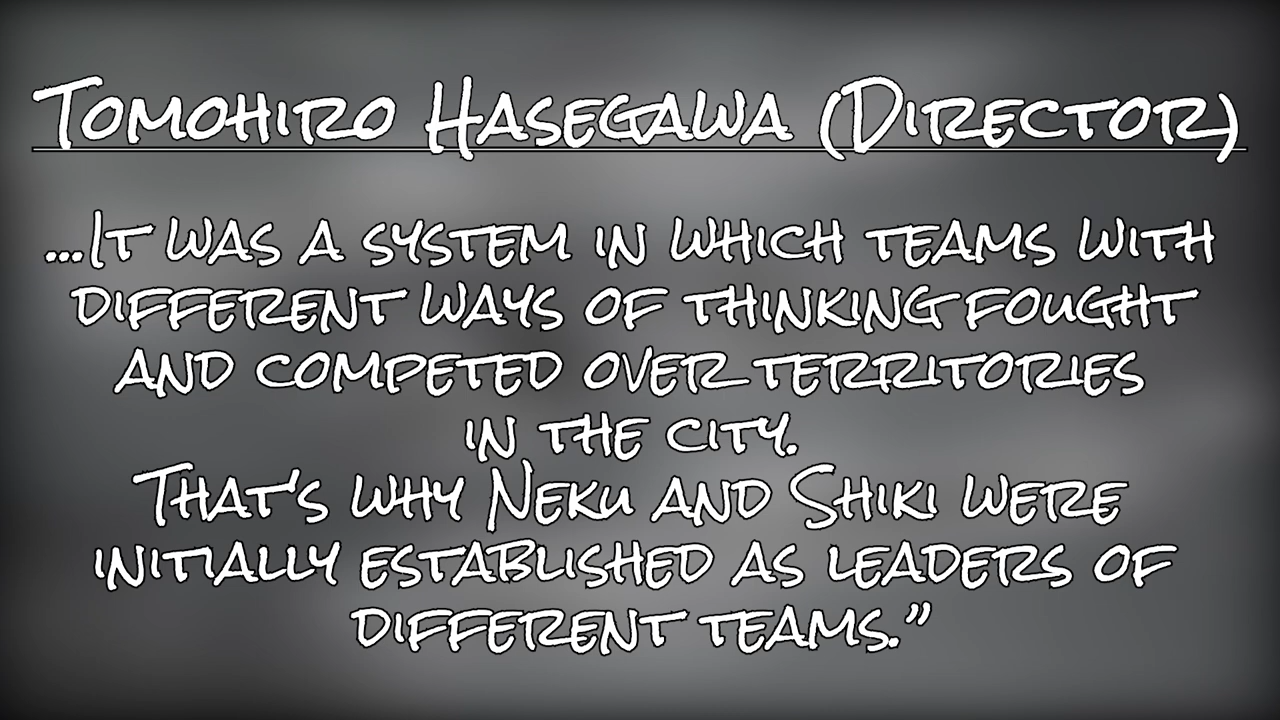 Tomohiro Hasegawa (Director)
...It was a system in which teams with
different ways of thinking fought
and competed over territories
in the city.
That's why Neku and Shiki were
initially established as leaders of
different teams.”